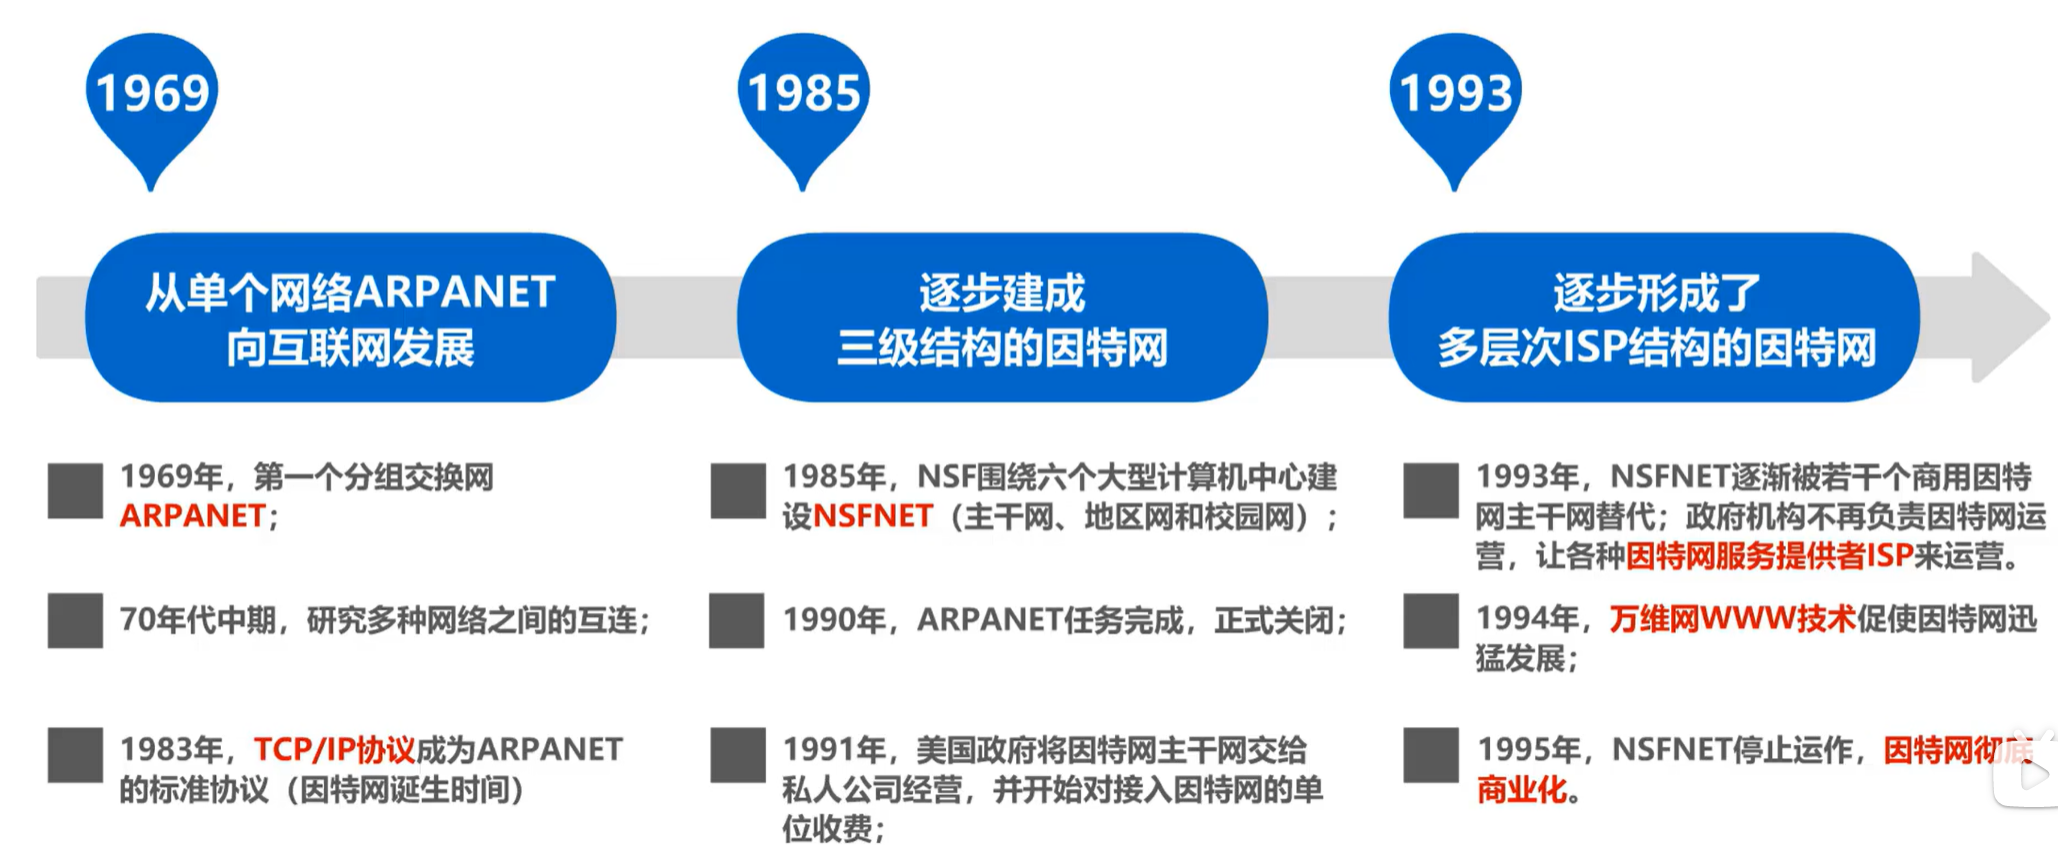 1969
1985
1993
从单个网络ARPANET
向互联网发展
逐步建成
三级结构的因特网
逐步形成了
多层次ISP结构的因特网
1969年，第一个分组交换网
ARPANET；
70年代中期，研究多种网络之间的互连；
1983年，TCP/IP协议成为ARPANET
的标准协议（因特网诞生时间）
1985年，NSF围绕六个大型计算机中心建
设NSFNET（主干网、地区网和校园网）；
1990年，ARPANET任务完成，正式关闭；
1991年，美国政府将因特网主干网交给
私人公司经营，并开始对接入因特网的单
位收费；
1993年，NSFNET逐渐被若干个商用因特
网主干网替代；政府机构不再负责因特网运
营，让各种因特网服务提供者ISP来运营。
1994年，万维网WWW技术促使因特网迅
猛发展；
1995年，NSFNET停止运作，因特网彻底
商业化。